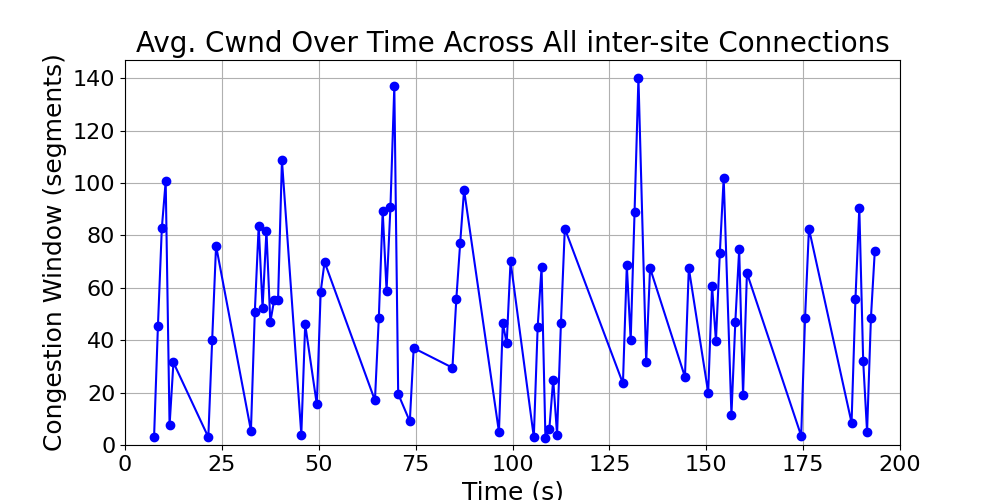 Avg. Cwnd Over Time Across All inter-site Connections
Congestion Window (segments)
140
120
100
80
60
40
20
0
0 25 50 75 100 125 150 175 200
Time (s)